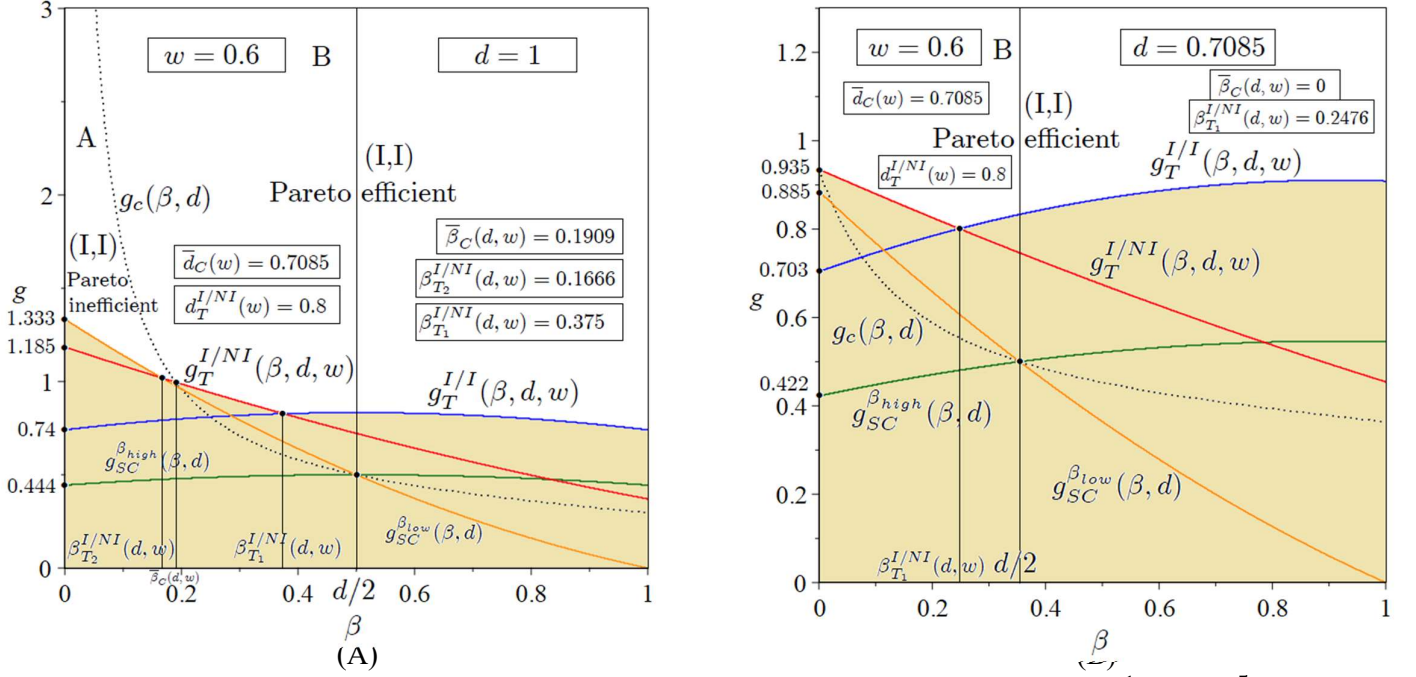 3
w = 0.6
B
d = 1
A
(I,I)
Pareto efficient
2
g_c(β, d)
(I,I)
Pareto
inefficient
\overline{d}_C(w) = 0.7085
d_T^{I/NI}(w) = 0.8
\overline{β}_C(d, w) = 0.1909
β_{T_2}^{I/NI}(d, w) = 0.1666
β_{T_1}^{I/NI}(d, w) = 0.375
g
1.333
1.185
1
g_T^{I/NI}(β, d, w)
g_T^{I/I}(β, d, w)
0.74
g_{SC}^{β_{high}}(β, d)
0.444
g_{SC}^{β_{low}}(β, d)
β_{T_2}^{I/NI}(d, w)
β_{T_1}^{I/NI}(d, w)
\overline{β}_C(d, w)
0
0 0.2 0.4 d/2 0.6 0.8 1
β
(A)
1.2
w = 0.6
B
d = 0.7085
\overline{d}_C(w) = 0.7085
(I,I)
\overline{β}_C(d, w) = 0
β_{T_1}^{I/NI}(d, w) = 0.2476
1
Pareto efficient
0.935
d_T^{I/NI}(w) = 0.8
g_T^{I/I}(β, d, w)
0.885
0.8
0.703
g_T^{I/NI}(β, d, w)
g
0.6
g_c(β, d)
0.422
0.4
g_{SC}^{β_{high}}(β, d)
g_{SC}^{β_{low}}(β, d)
0.2
β_{T_1}^{I/NI}(d, w) d/2
0
0 0.2 0.4 0.6 0.8 1
β